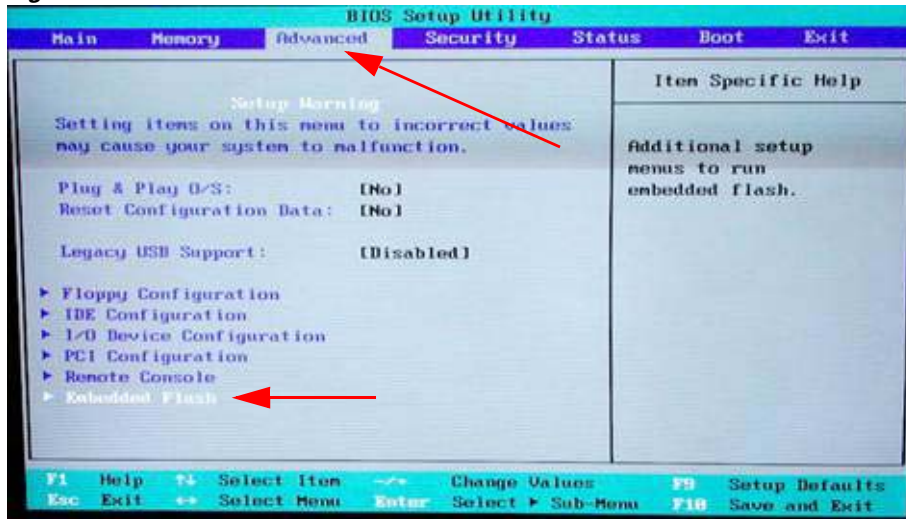 BIOS Setup Utility
Main Memory Advanced Security Status Boot Exit
Item Specific Help
Setup Warning
Setting items on this menu to incorrect values
may cause your system to malfunction.
Additional setup
menus to run
embedded flash.
Plug & Play O/S: [No]
Reset Configuration Data: [No]
Legacy USB Support: [Disabled]
► Floppy Configuration
► IDE Configuration
► I/O Device Configuration
► PCI Configuration
► Remote Console
► Embedded Flash
F1 Help ↑↓ Select Item -/+ Change Values F9 Setup Defaults
Esc Exit ↔ Select Menu Enter Select ► Sub-Menu F10 Save and Exit